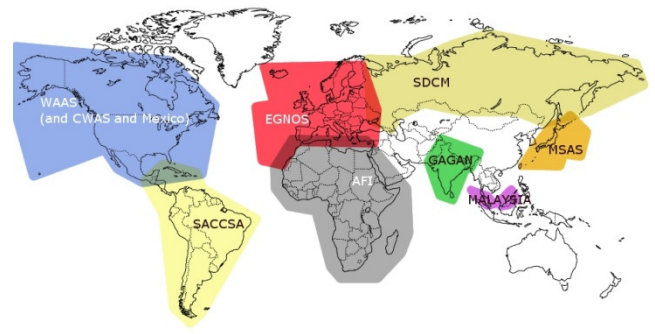 SDCM
WAAS
(and CWAS and Mexico)
EGNOS
MSAS
GAGAN
AFI
MALAYSIA
SACCSA